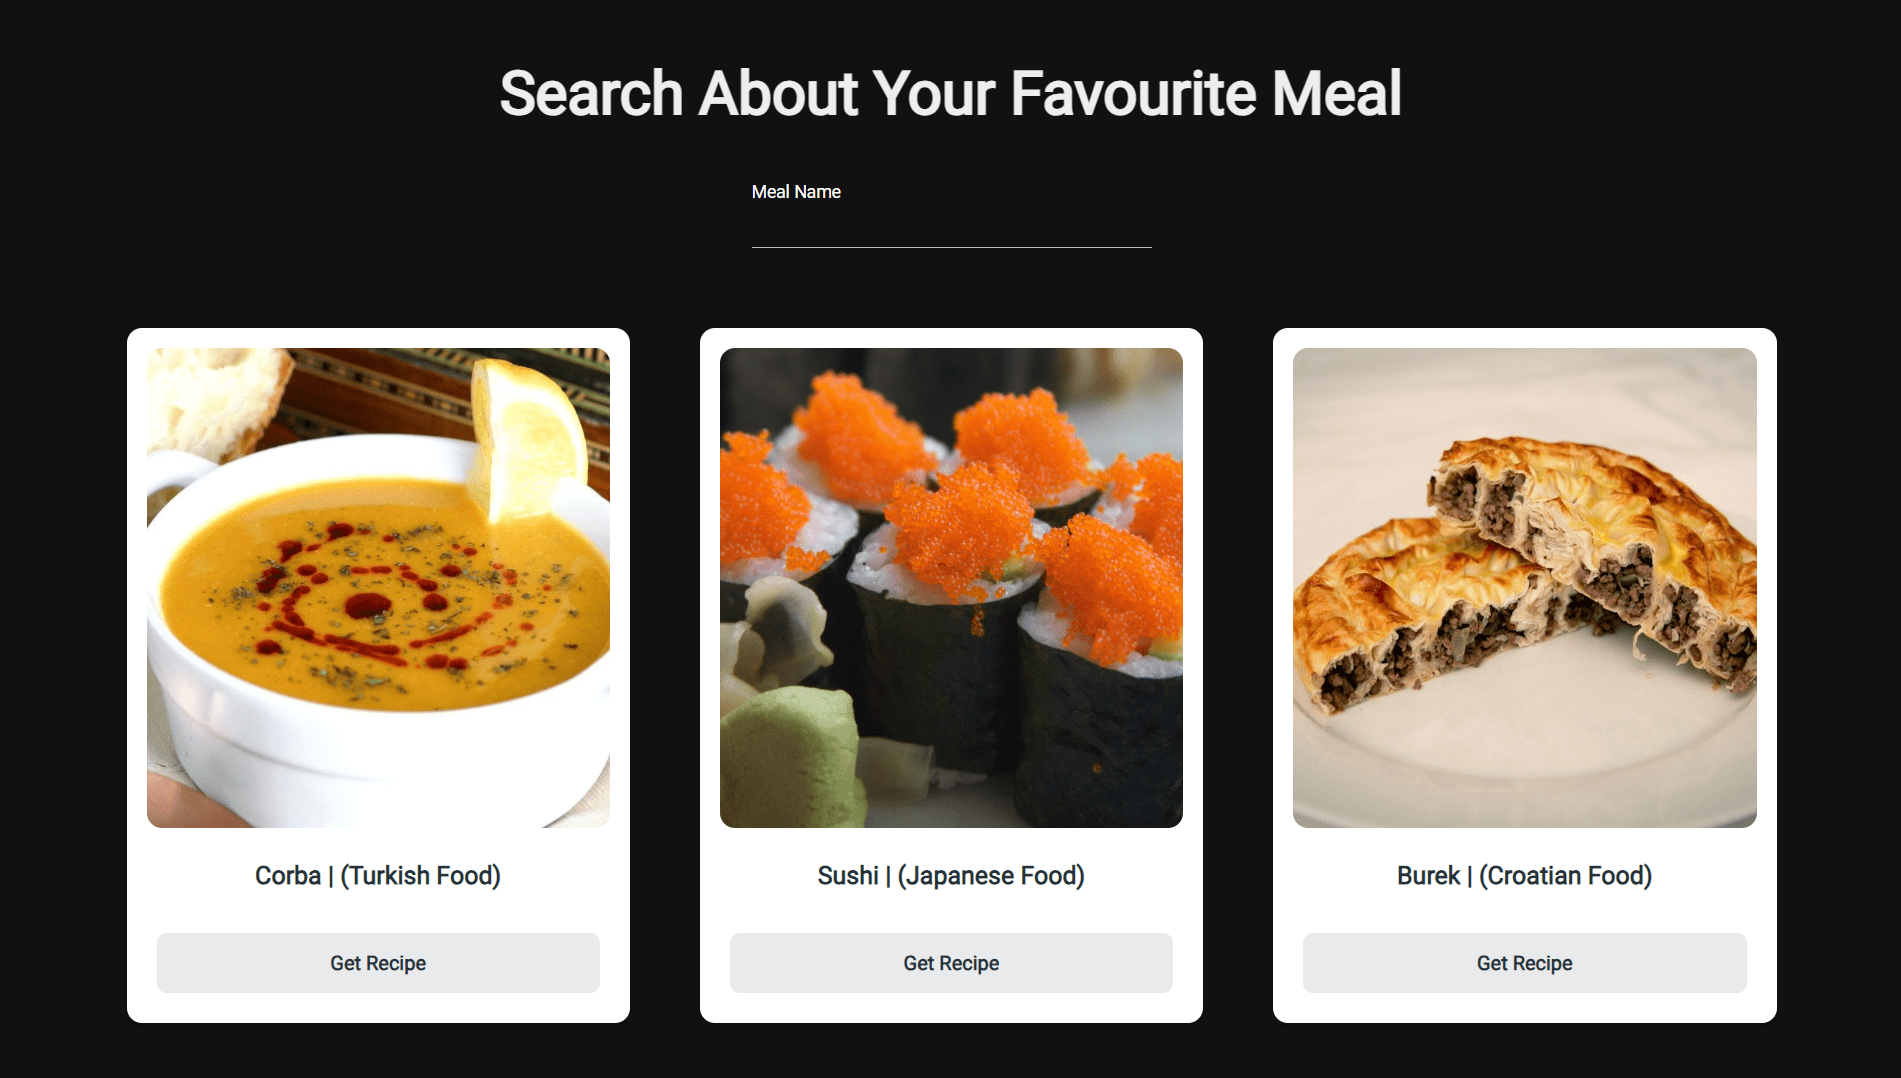 Search About Your Favourite Meal
Meal Name
Corba | (Turkish Food)
Get Recipe
Sushi | (Japanese Food)
Get Recipe
Burek | (Croatian Food)
Get Recipe